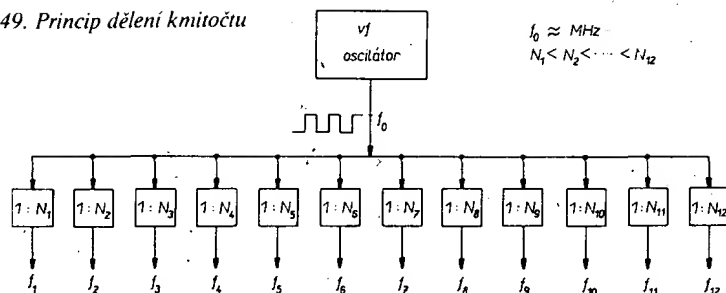 49. Princip dělení kmitočtu
vf
oscilátor
f₀ ≈ MHz
N₁ < N₂ < ··· < N₁₂
f₀
1 : N₁ 1 : N₂ 1 : N₃ 1 : N₄ 1 : N₅ 1 : N₆ 1 : N₇ 1 : N₈ 1 : N₉ 1 : N₁₀ 1 : N₁₁ 1 : N₁₂
f₁ f₂ f₃ f₄ f₅ f₆ f₇ f₈ f₉ f₁₀ f₁₁ f₁₂